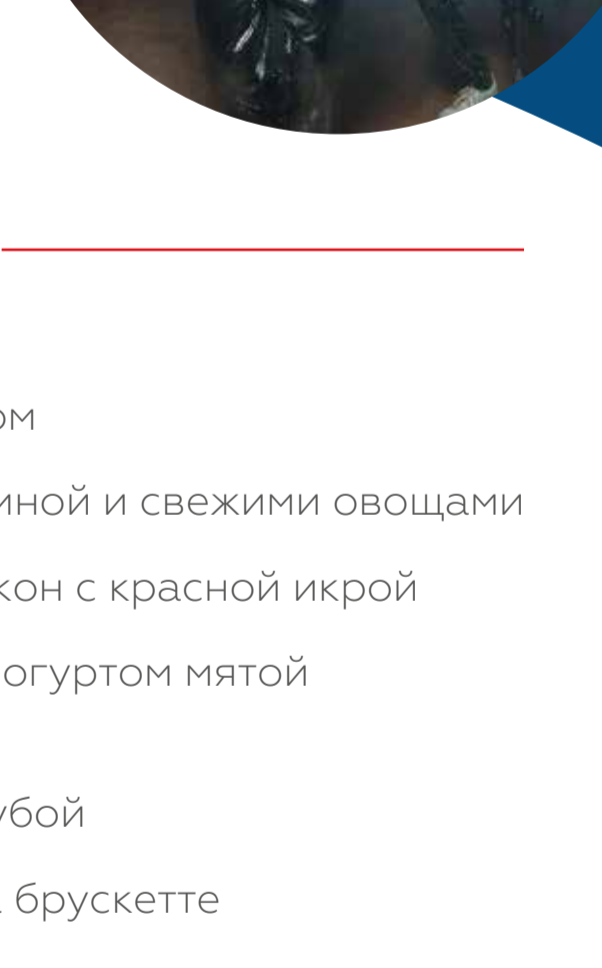 ом
иной и свежими овощами
кон с красной икрой
огуртом мятой
убой
брускетте